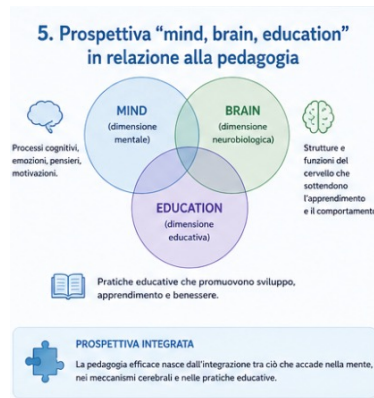 5. Prospettiva “mind, brain, education”
in relazione alla pedagogia
MIND
(dimensione
mentale)
BRAIN
(dimensione
neurobiologica)
EDUCATION
(dimensione
educativa)
Processi cognitivi,
emozioni, pensieri,
motivazioni.
Strutture e
funzioni del
cervello che
sottendono
l'apprendimento
e il comportament
Pratiche educative che promuovono sviluppo,
apprendimento e benessere.
PROSPETTIVA INTEGRATA
La pedagogia efficace nasce dall'integrazione tra ciò che accade nella mente,
nei meccanismi cerebrali e nelle pratiche educative.